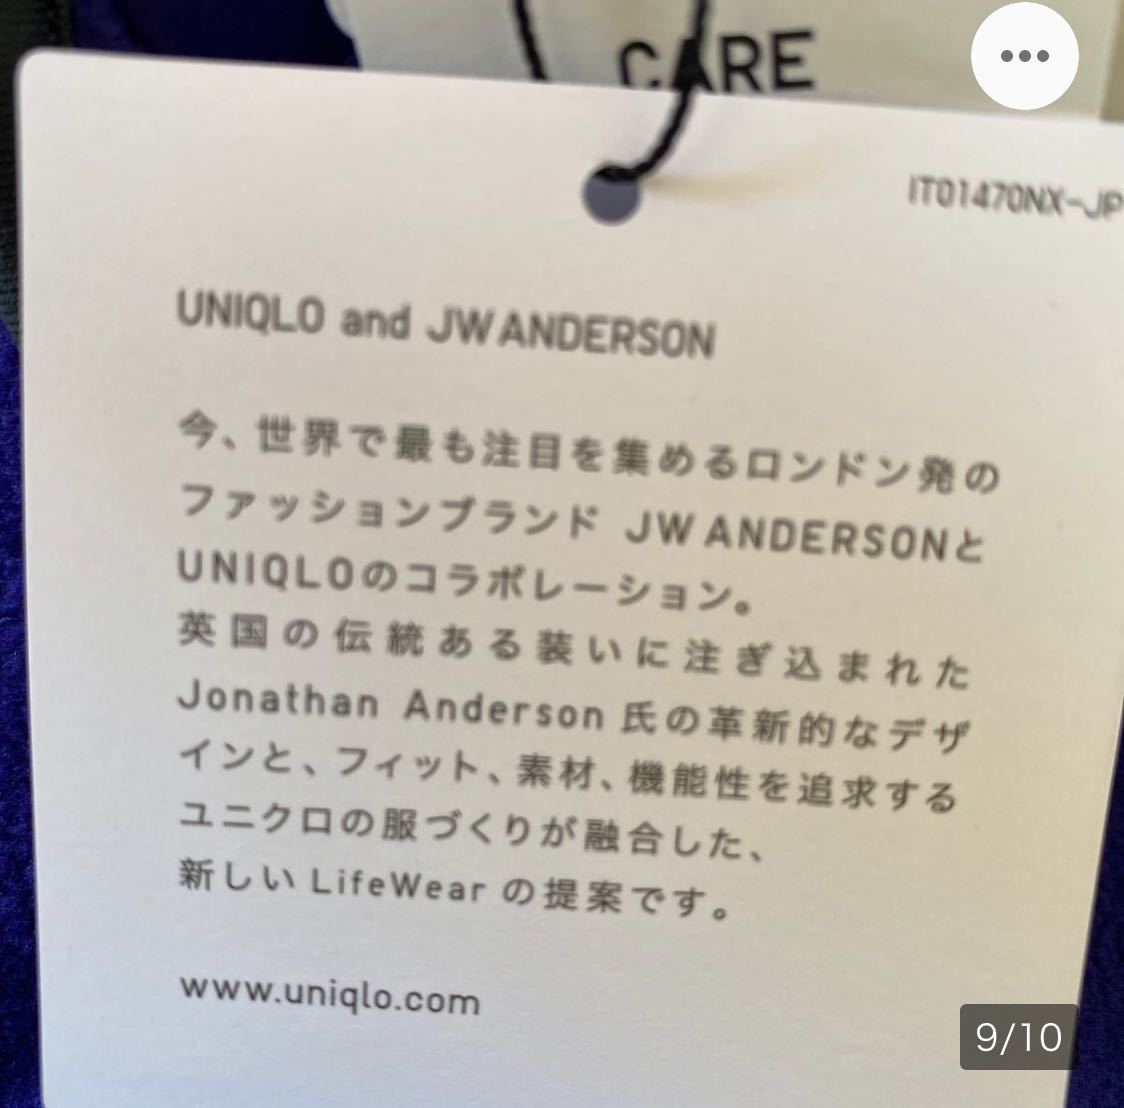 CARE
IT01470NX-JP
UNIQLO and JW ANDERSON
今、世界で最も注目を集めるロンドン発の
ファッションブランド JW ANDERSONと
UNIQLOのコラボレーション。
英国の伝統ある装いに注ぎ込まれた
Jonathan Anderson 氏の革新的なデザ
インと、フィット、素材、機能性を追求する
ユニクロの服づくりが融合した、
新しい LifeWear の提案です。
www.uniqlo.com
9/10